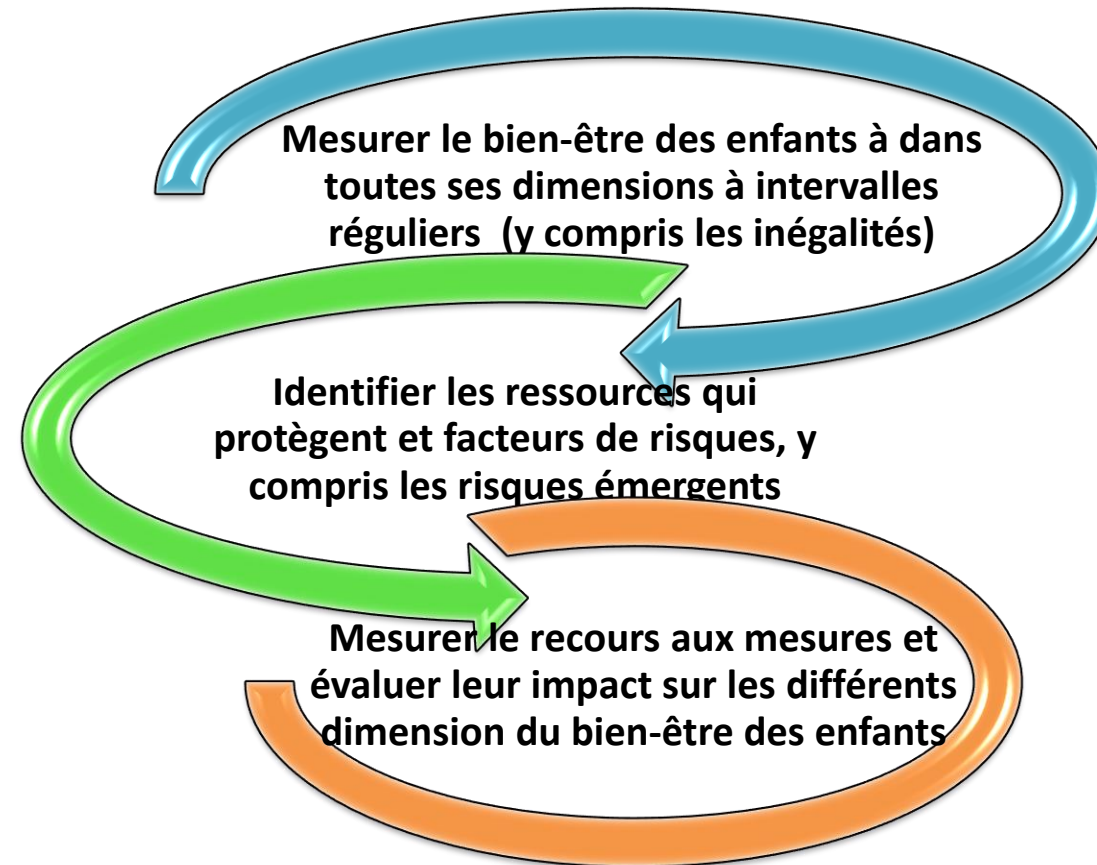 Mesurer le bien-être des enfants à dans
toutes ses dimensions à intervalles
réguliers (y compris les inégalités)
Identifier les ressources qui
protègent et facteurs de risques, y
compris les risques émergents
Mesurer le recours aux mesures et
évaluer leur impact sur les différents
dimension du bien-être des enfants